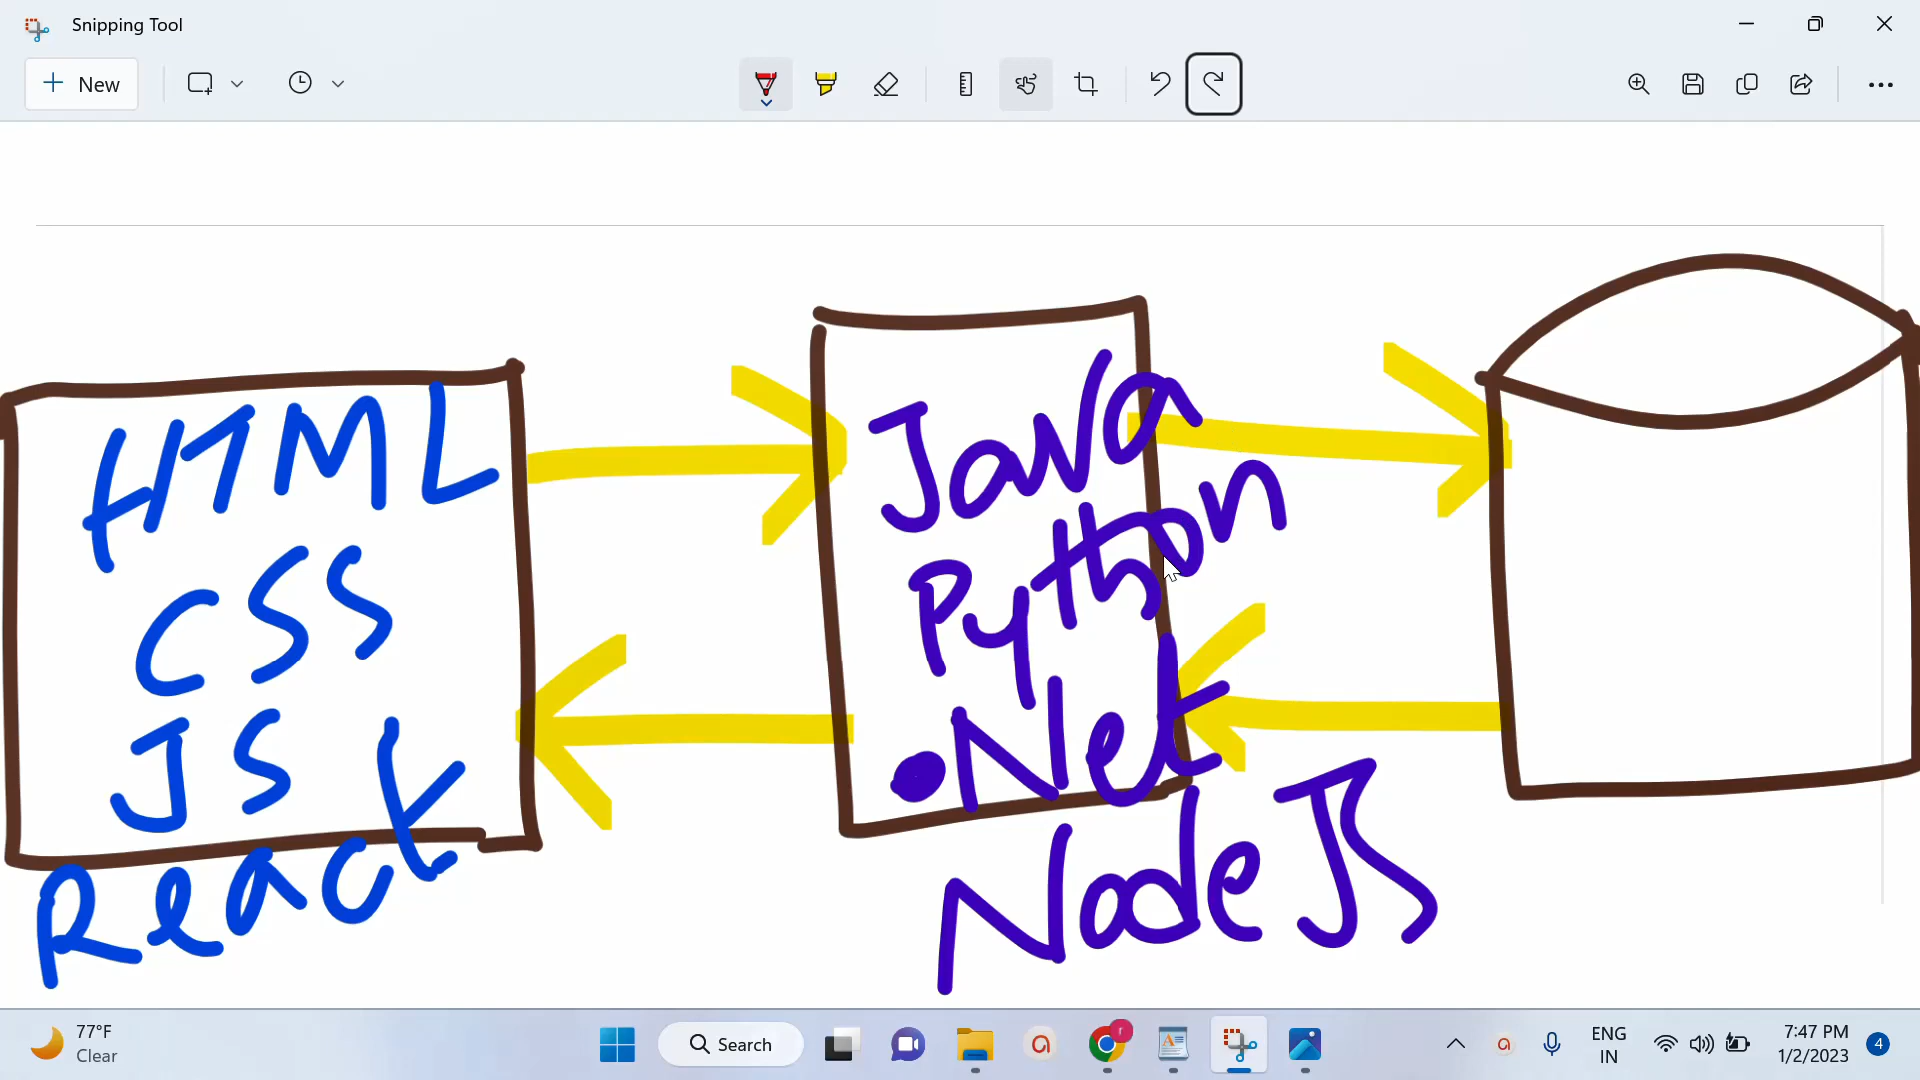 Snipping Tool
New
HTML
CSS
JS
React
Java
Python
.Net
NodeJS
77°F
Clear
Search
ENG
IN
7:47 PM
1/2/2023
4